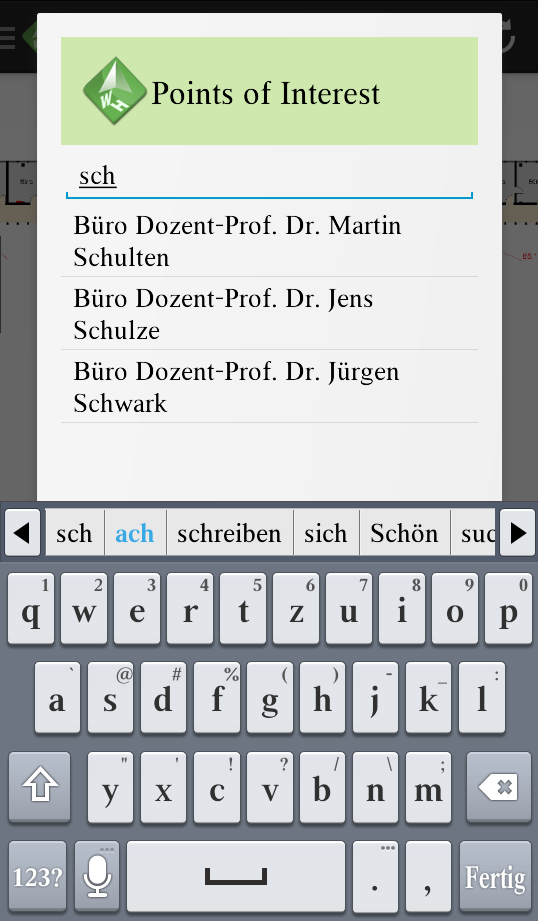 WH
Points of Interest
sch
Büro Dozent-Prof. Dr. Martin
Schulten
Büro Dozent-Prof. Dr. Jens
Schulze
Büro Dozent-Prof. Dr. Jürgen
Schwark
sch ach schreiben sich Schön suc
1 2 3 4 5 6 7 8 9 0
q w e r t z u i o p
` @ # % ( ) - _ :
a s d f g h j k l
" ' ! ? / \ ;
y x c v b n m
123? . , Fertig